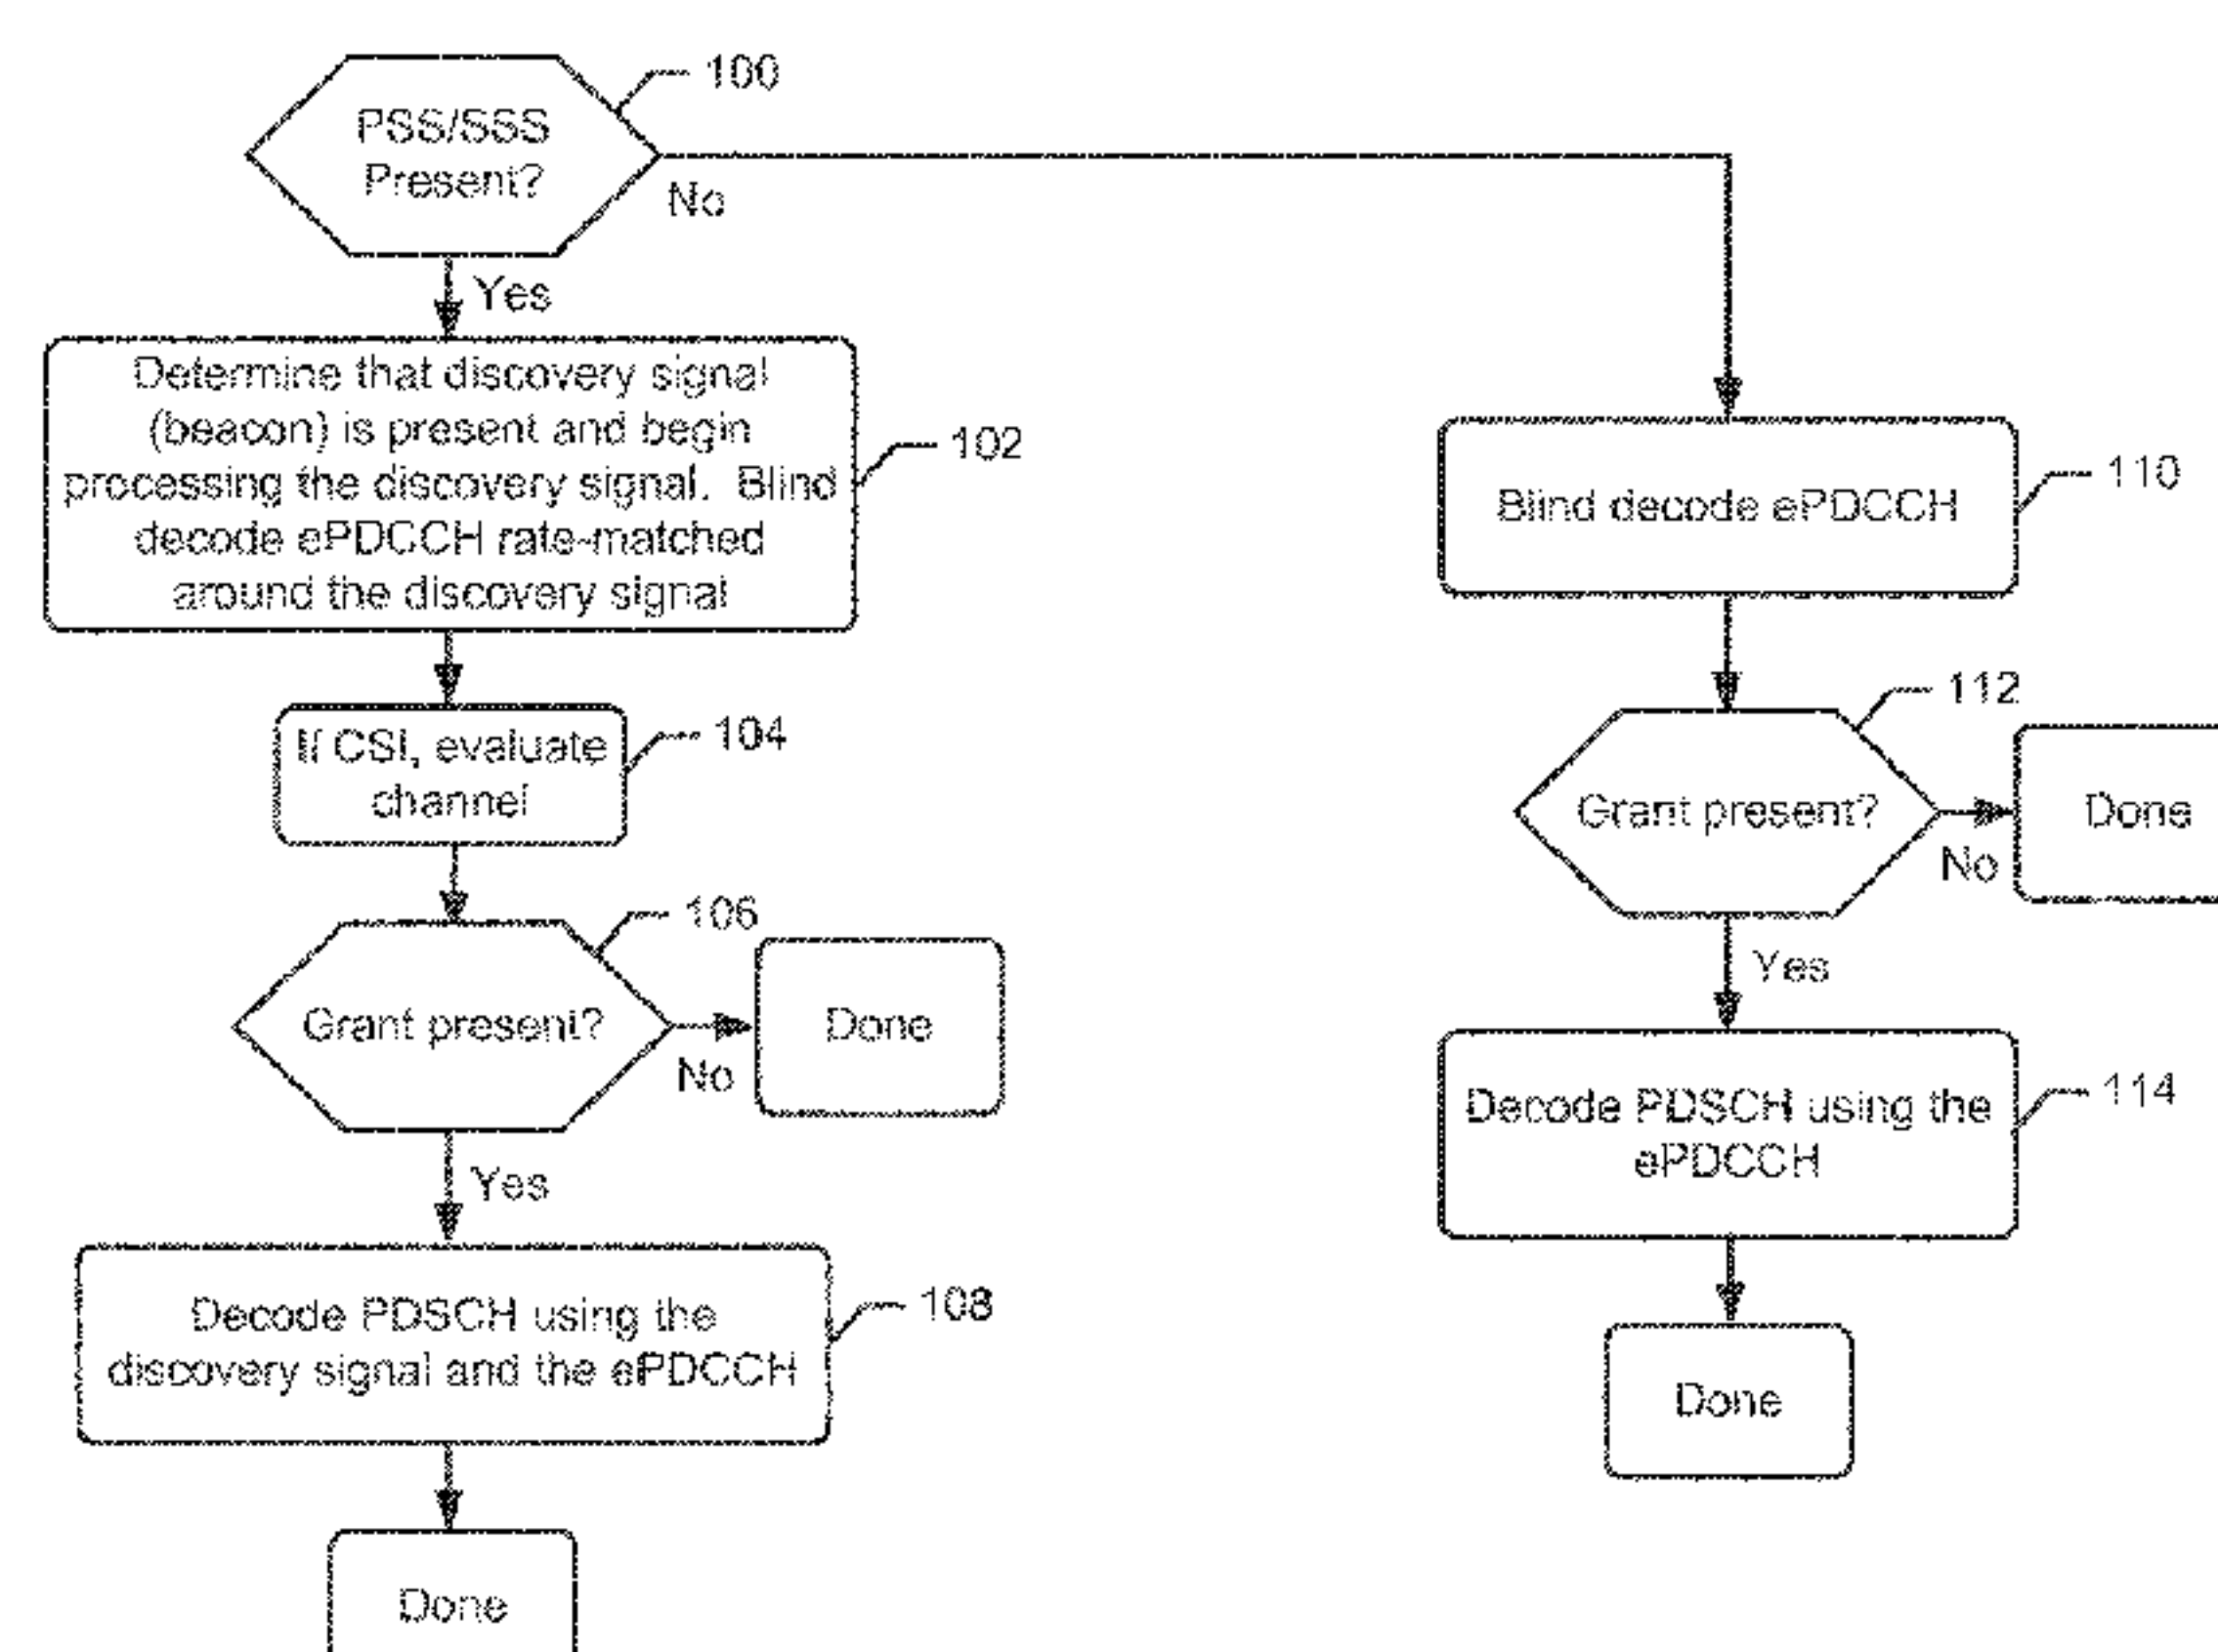 100
PSS/SSS
Present?
No
Yes
Determine that discovery signal
(beacon) is present and begin
processing the discovery signal. Blind
decode ePDCCH rate-matched
around the discovery signal
102
If CSI, evaluate
channel
104
106
Grant present?
No
Done
Yes
Decode PDSCH using the
discovery signal and the ePDCCH
108
Done
Blind decode ePDCCH
110
112
Grant present?
No
Done
Yes
Decode PDSCH using the
ePDCCH
114
Done